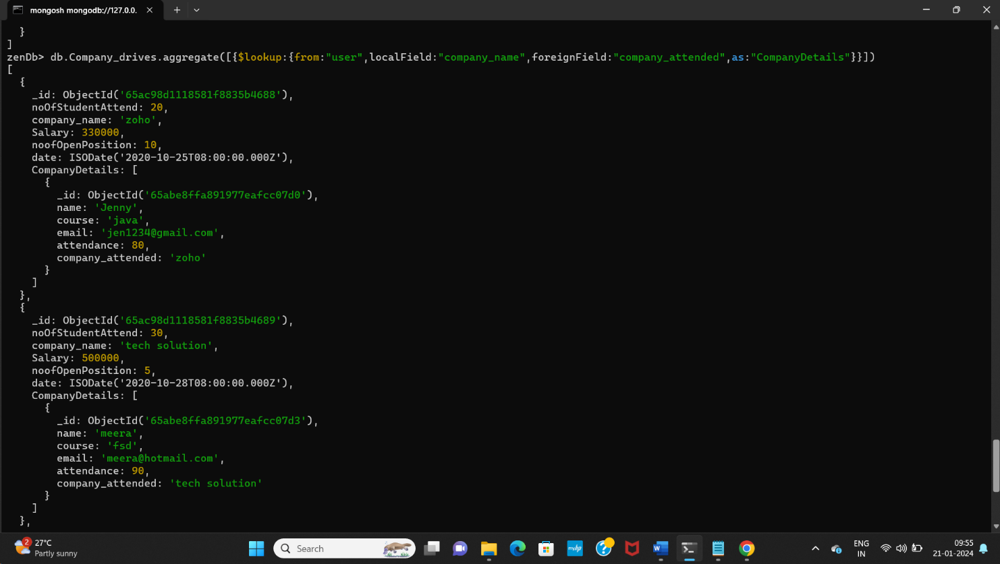 mongosh mongodb://127.0.0.
}
]
zenDb> db.Company_drives.aggregate([{$lookup:{from:"user",localField:"company_name",foreignField:"company_attended",as:"CompanyDetails"}}])
[
{
_id: ObjectId('65ac98d1118581f8835b4688'),
noOfStudentAttend: 20,
company_name: 'zoho',
Salary: 330000,
noofOpenPosition: 10,
date: ISODate('2020-10-25T08:00:00.000Z'),
CompanyDetails: [
{
_id: ObjectId('65abe8ffa891977eafcc07d0'),
name: 'Jenny',
course: 'java',
email: 'jen1234@gmail.com',
attendance: 80,
company_attended: 'zoho'
}
]
},
{
_id: ObjectId('65ac98d1118581f8835b4689'),
noOfStudentAttend: 30,
company_name: 'tech solution',
Salary: 500000,
noofOpenPosition: 5,
date: ISODate('2020-10-28T08:00:00.000Z'),
CompanyDetails: [
{
_id: ObjectId('65abe8ffa891977eafcc07d3'),
name: 'meera',
course: 'fsd',
email: 'meera@hotmail.com',
attendance: 90,
company_attended: 'tech solution'
}
]
},
2
27°C
Partly sunny
Search
myhp
W
ENG
IN
09:55
21-01-2024